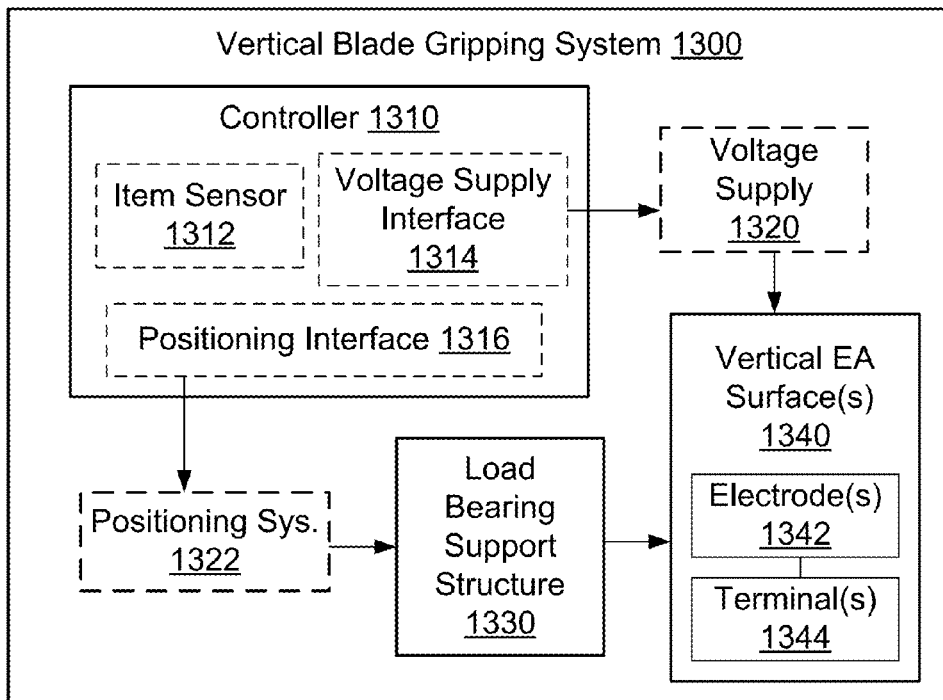 Vertical Blade Gripping System 1300
Controller 1310
Item Sensor
1312
Voltage Supply
Interface
1314
Positioning Interface 1316
Voltage
Supply
1320
Vertical EA
Surface(s)
1340
Electrode(s)
1342
Terminal(s)
1344
Positioning Sys.
1322
Load
Bearing
Support
Structure
1330